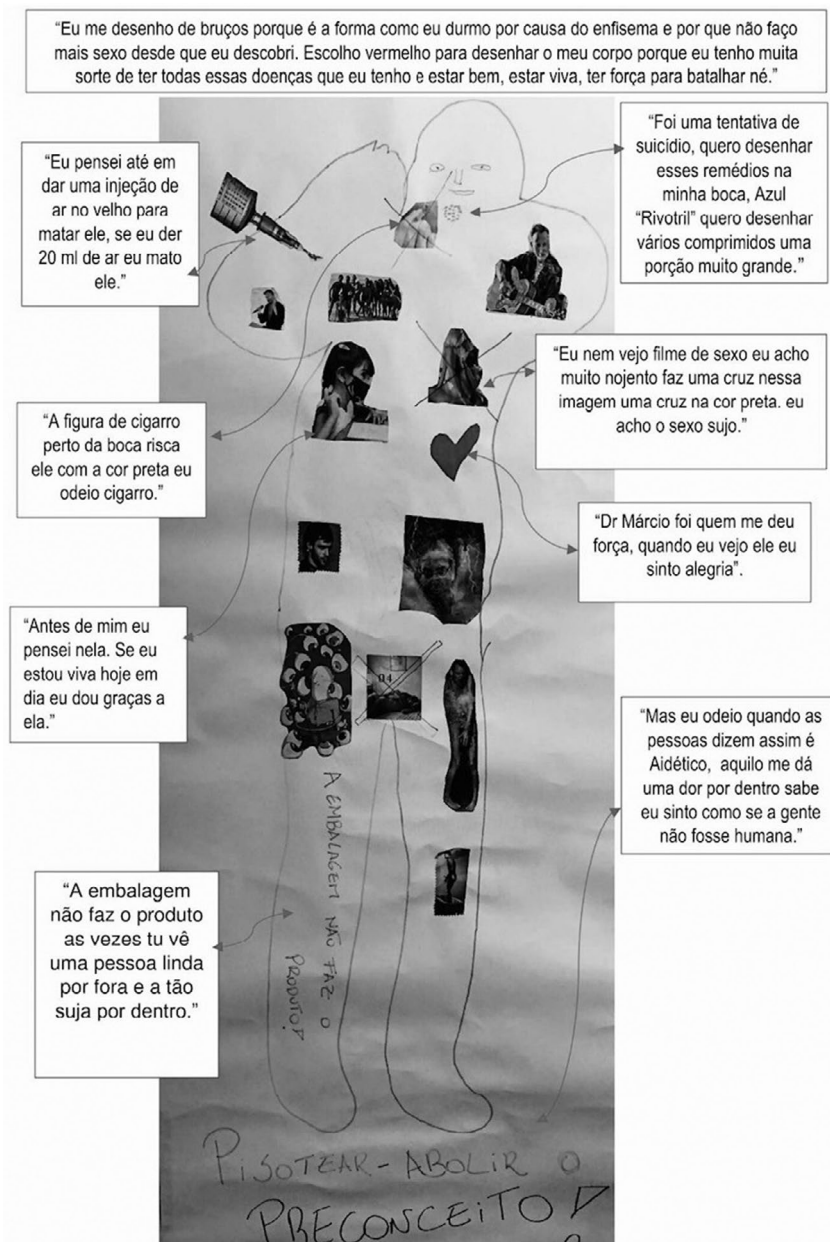 “Eu me desenho de bruços porque é a forma como eu durmo por causa do enfisema e por que não faço
mais sexo desde que eu descobri. Escolho vermelho para desenhar o meu corpo porque eu tenho muita
sorte de ter todas essas doenças que eu tenho e estar bem, estar viva, ter força para batalhar né.”
“Eu pensei até em
dar uma injeção de
ar no velho para
matar ele, se eu der
20 ml de ar eu mato
ele.”
“Foi uma tentativa de
suicídio, quero desenhar
esses remédios na
minha boca, Azul
“Rivotril” quero desenhar
vários comprimidos uma
porção muito grande.”
“Eu nem vejo filme de sexo eu acho
muito nojento faz uma cruz nessa
imagem uma cruz na cor preta. eu
acho o sexo sujo.”
“A figura de cigarro
perto da boca risca
ele com a cor preta eu
odeio cigarro.”
“Dr Márcio foi quem me deu
força, quando eu vejo ele eu
sinto alegria”.
“Antes de mim eu
pensei nela. Se eu
estou viva hoje em
dia eu dou graças a
ela.”
“Mas eu odeio quando as
pessoas dizem assim é
Aidético, aquilo me dá
uma dor por dentro sabe
eu sinto como se a gente
não fosse humana.”
“A embalagem
não faz o produto
as vezes tu vê
uma pessoa linda
por fora e a tão
suja por dentro.”
A EMBALAGEM NÃO FAZ O
PRODUTO!
PISOTEAR - ABOLIR O
PRECONCEITO!